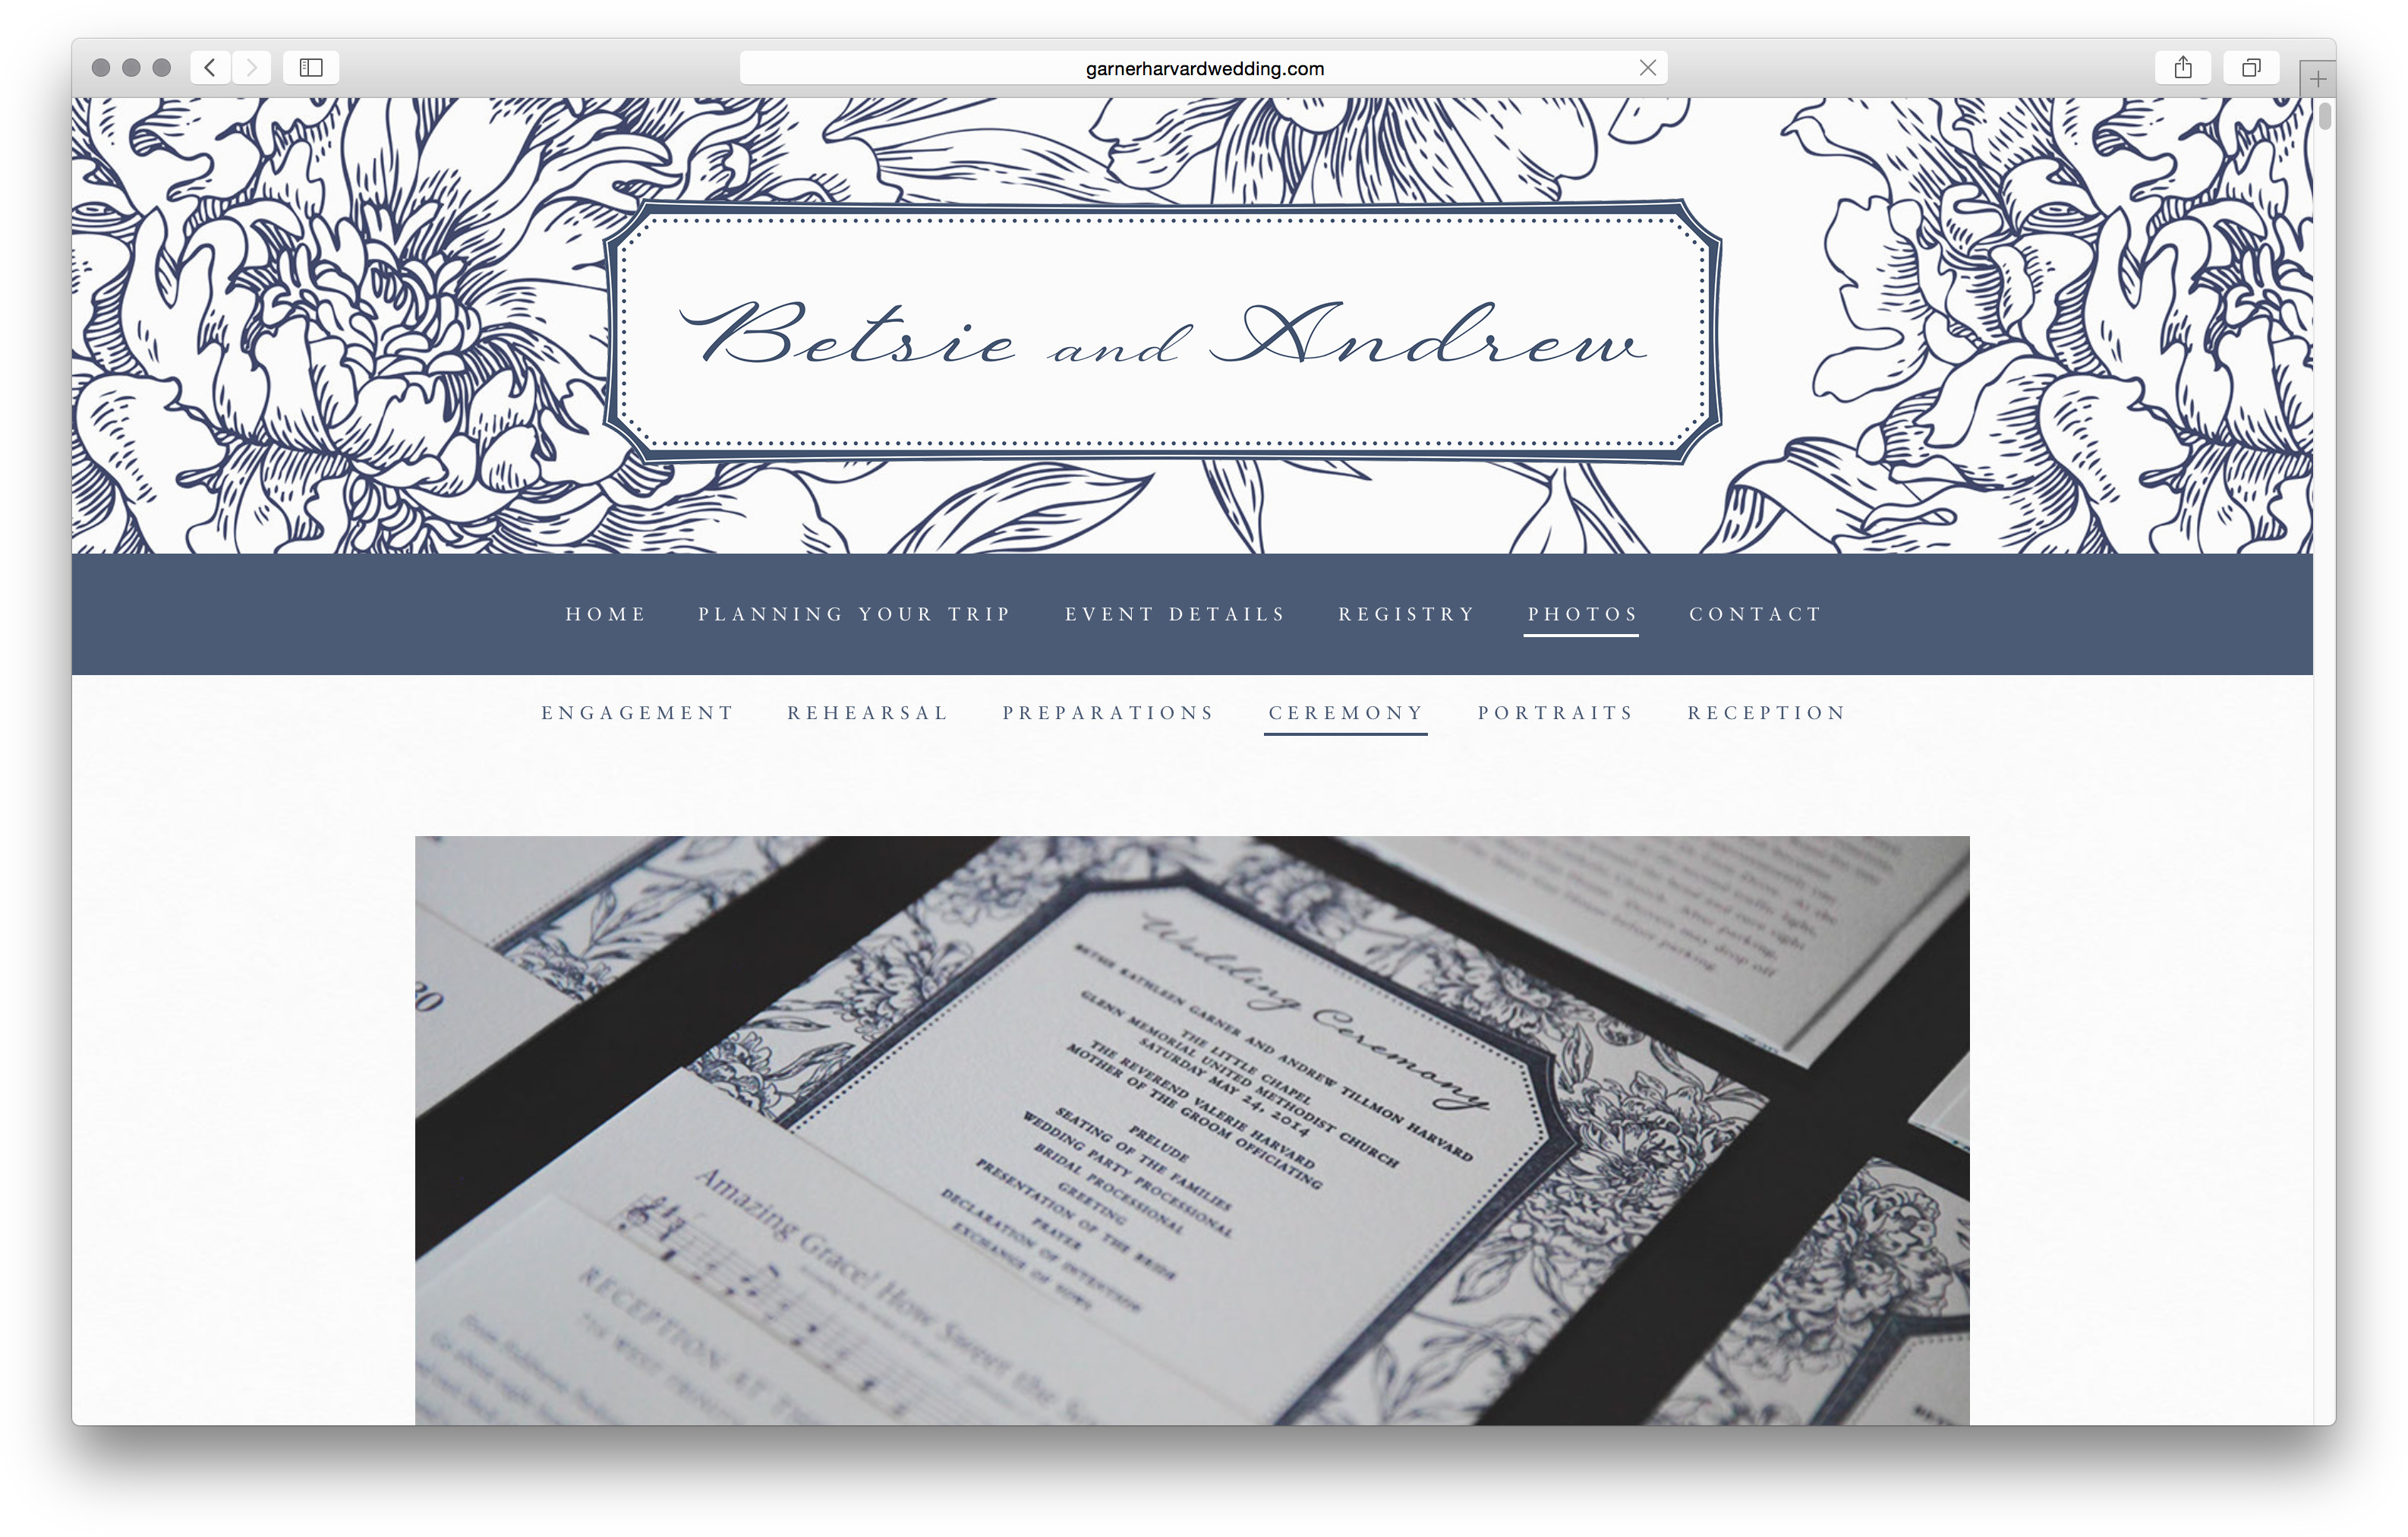 garnerharvardwedding.com
Betsie and Andrew
HOME PLANNING YOUR TRIP EVENT DETAILS REGISTRY PHOTOS CONTACT
ENGAGEMENT REHEARSAL PREPARATIONS CEREMONY PORTRAITS RECEPTION
Wedding Ceremony
BETSIE KATHLEEN GARNER AND ANDREW TILLMON HARVARD
THE LITTLE CHAPEL
GLENN MEMORIAL UNITED METHODIST CHURCH
SATURDAY MAY 24, 2014
THE REVEREND VALERIE HARVARD
MOTHER OF THE GROOM OFFICIATING
PRELUDE
SEATING OF THE FAMILIES
WEDDING PARTY PROCESSIONAL
BRIDAL PROCESSIONAL
GREETING
PRESENTATION OF THE BRIDE
PRAYER
DECLARATION OF INTENTION
EXCHANGE OF VOWS
Amazing Grace! How Sweet the
RECEPTION AT
before parking.